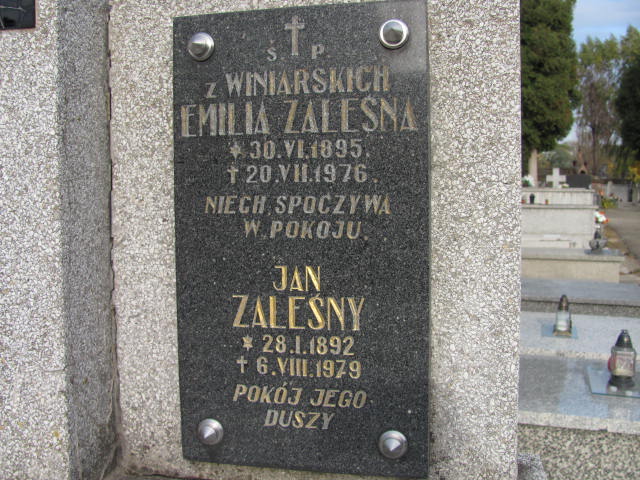 Ś P
Z WINIARSKICH
EMILIA ZALEŚNA
* 30.VI.1895.
† 20.VII.1976.
NIECH SPOCZYWA
W POKOJU.
JAN
ZALEŚNY
* 28.I.1892
† 6.VIII.1979
POKÓJ JEGO
DUSZY